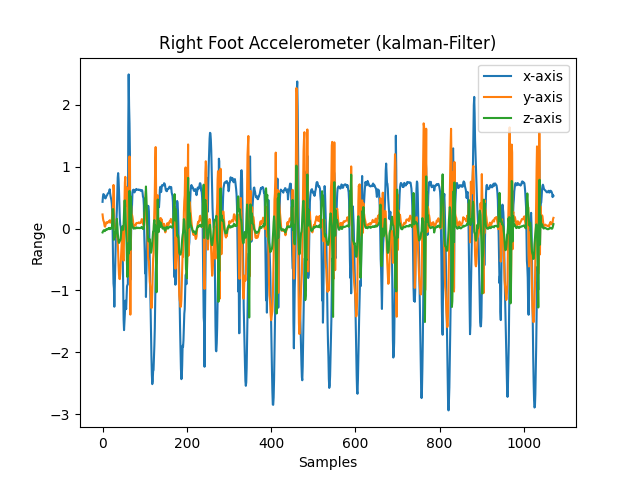 Right Foot Accelerometer (kalman-Filter)
x-axis
y-axis
z-axis
2
1
0
−1
−2
−3
Range
0 200 400 600 800 1000
Samples